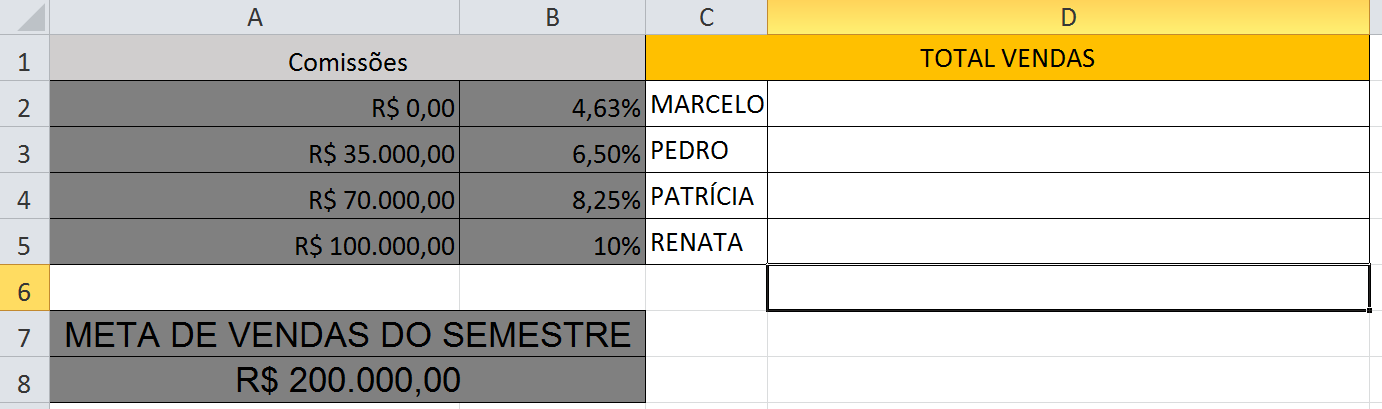 A B C D
1 Comissões TOTAL VENDAS
2 R$ 0,00 4,63% MARCELO
3 R$ 35.000,00 6,50% PEDRO
4 R$ 70.000,00 8,25% PATRÍCIA
5 R$ 100.000,00 10% RENATA
6
7 META DE VENDAS DO SEMESTRE
8 R$ 200.000,00